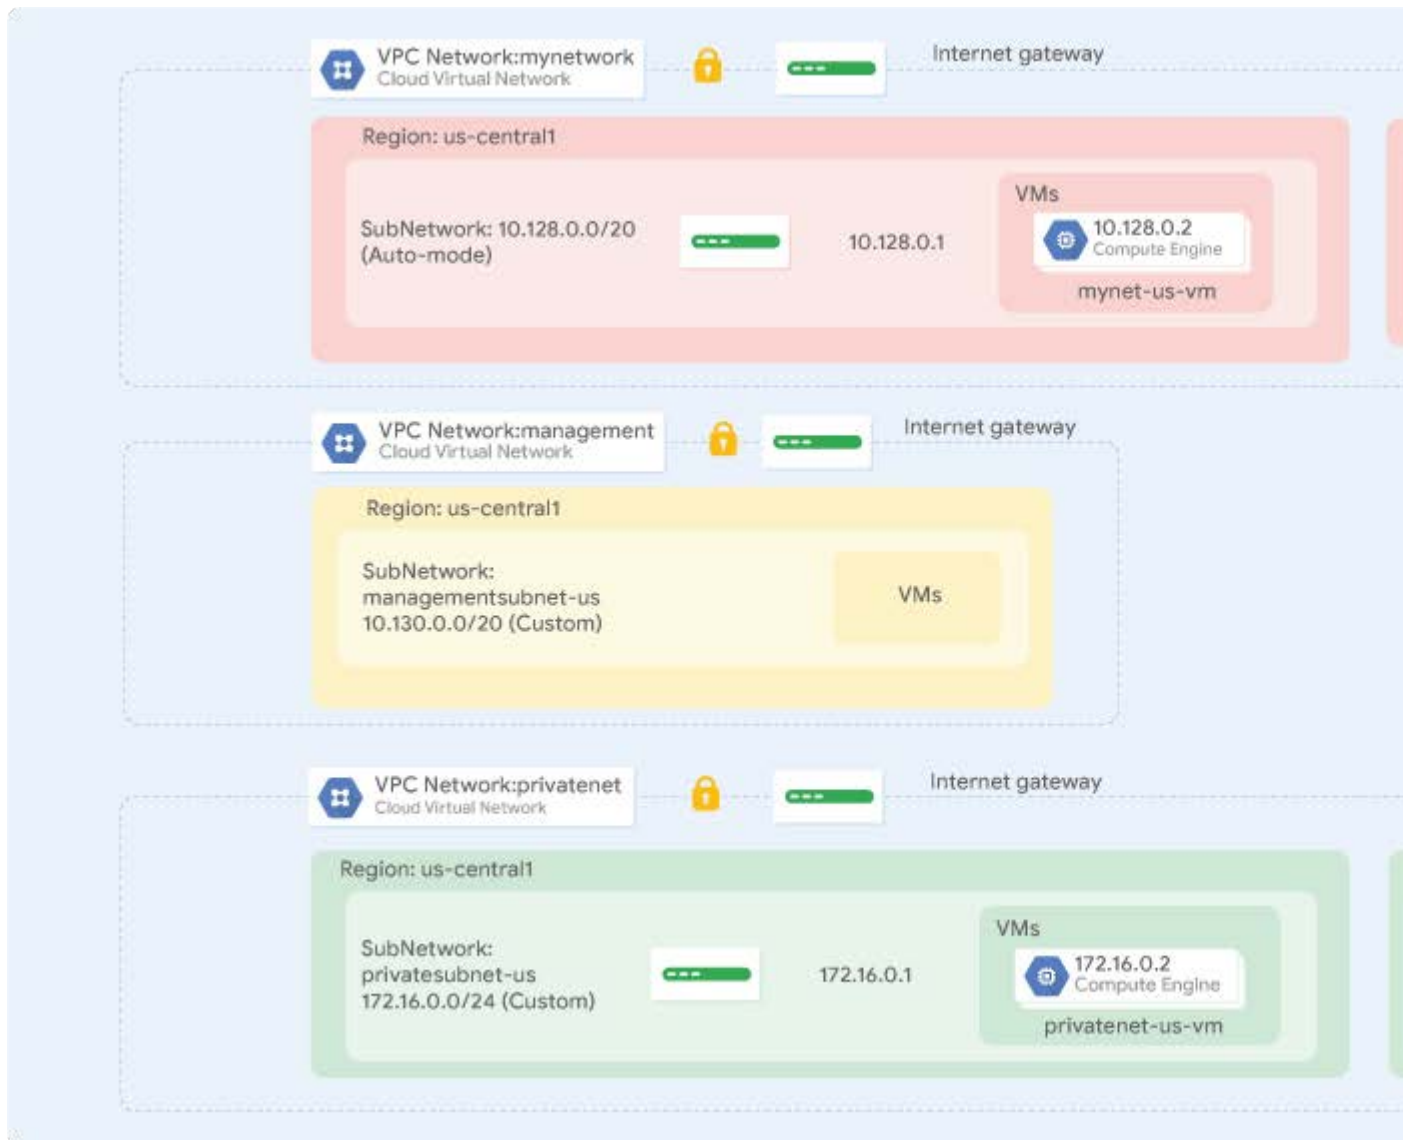 VPC Network:mynetwork
Cloud Virtual Network
Internet gateway
Region: us-central1
SubNetwork: 10.128.0.0/20
(Auto-mode)
10.128.0.1
VMs
10.128.0.2
Compute Engine
mynet-us-vm
VPC Network:management
Cloud Virtual Network
Internet gateway
Region: us-central1
SubNetwork:
managementsubnet-us
10.130.0.0/20 (Custom)
VMs
VPC Network:privatenet
Cloud Virtual Network
Internet gateway
Region: us-central1
SubNetwork:
privatesubnet-us
172.16.0.0/24 (Custom)
172.16.0.1
VMs
172.16.0.2
Compute Engine
privatenet-us-vm